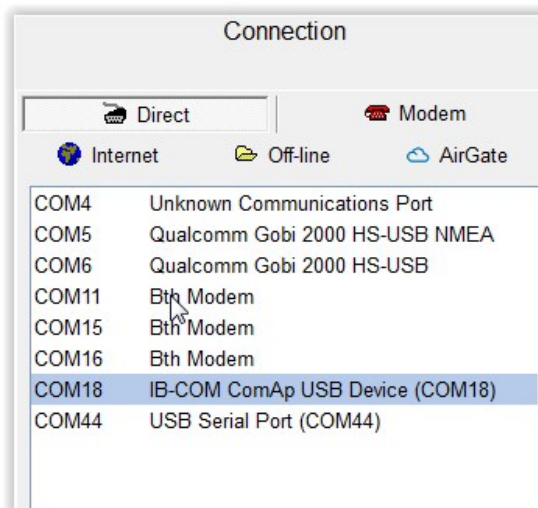 Connection
Direct Modem
Internet Off-line AirGate
COM4 Unknown Communications Port
COM5 Qualcomm Gobi 2000 HS-USB NMEA
COM6 Qualcomm Gobi 2000 HS-USB
COM11 Bth Modem
COM15 Bth Modem
COM16 Bth Modem
COM18 IB-COM ComAp USB Device (COM18)
COM44 USB Serial Port (COM44)